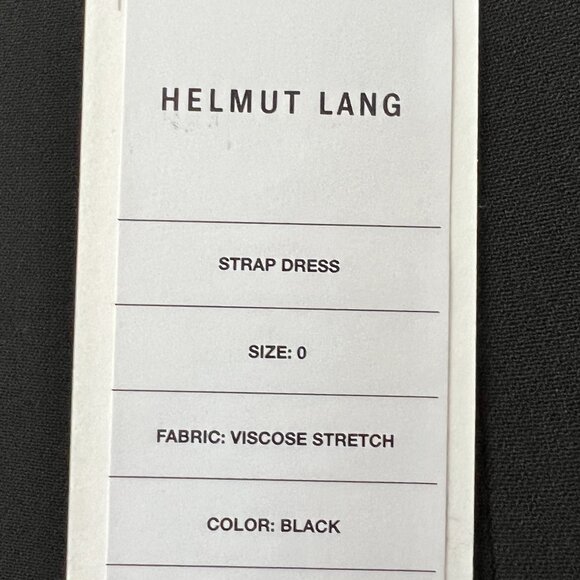 HELMUT LANG
STRAP DRESS
SIZE: 0
FABRIC: VISCOSE STRETCH
COLOR: BLACK